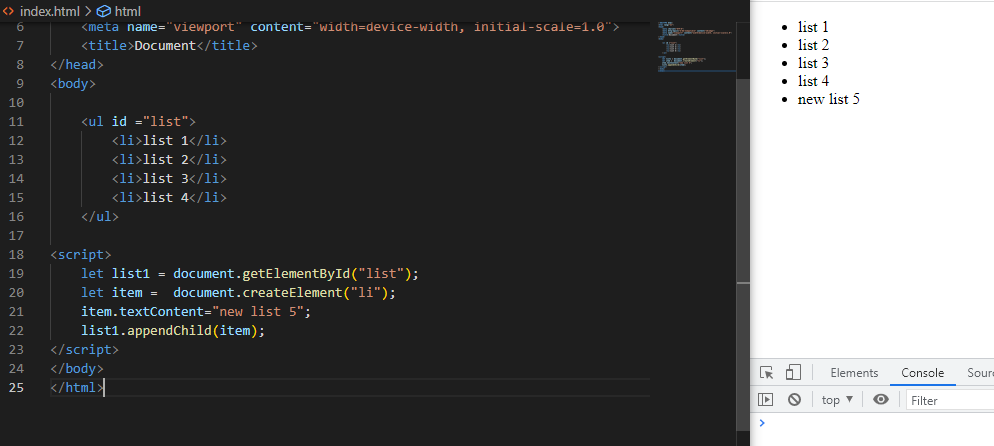 index.html > html
6 <meta name="viewport" content="width=device-width, initial-scale=1.0">
7 <title>Document</title>
8 </head>
9 <body>
10
11 <ul id ="list">
12 <li>list 1</li>
13 <li>list 2</li>
14 <li>list 3</li>
15 <li>list 4</li>
16 </ul>
17
18 <script>
19 let list1 = document.getElementById("list");
20 let item =  document.createElement("li");
21 item.textContent="new list 5";
22 list1.appendChild(item);
23 </script>
24 </body>
25 </html>
• list 1
• list 2
• list 3
• list 4
• new list 5
Elements Console Sourc
top ▼ Filter
>